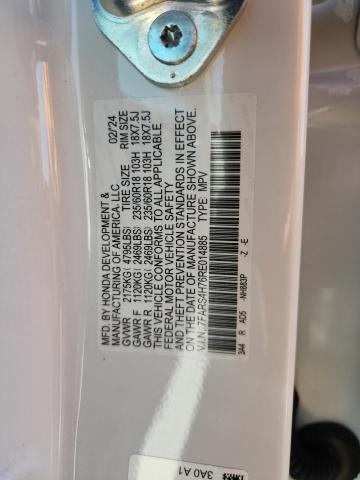 MFD. BY HONDA DEVELOPMENT & 02/'24
MANUFACTURING OF AMERICA, LLC
TIRE SIZE RIM SIZE
GVWR 2175KG( 4795LBS)
GAWR F 1120KG( 2469LBS) 235/60R18 103H 18X7.5J
GAWR R 1120KG( 2469LBS) 235/60R18 103H 18X7.5J
THIS VEHICLE CONFORMS TO ALL APPLICABLE
FEDERAL MOTOR VEHICLE SAFETY
AND THEFT PREVENTION STANDARDS IN EFFECT
ON THE DATE OF MANUFACTURE SHOWN ABOVE.
V.I.N.: 7FARS4H76RE014885 TYPE: MPV
3A4 R AD5 -NH883P -Z -E
3A0 A1